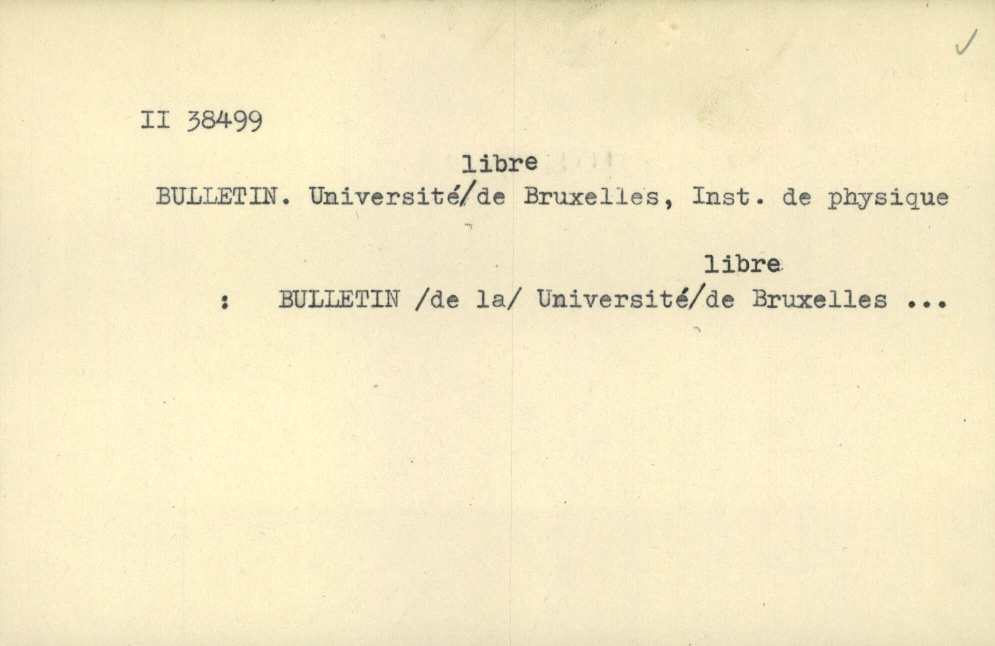 II 38499
libre
BULLETIN. Université/de Bruxelles, Inst. de physique
libre
: BULLETIN /de la/ Université/de Bruxelles ...